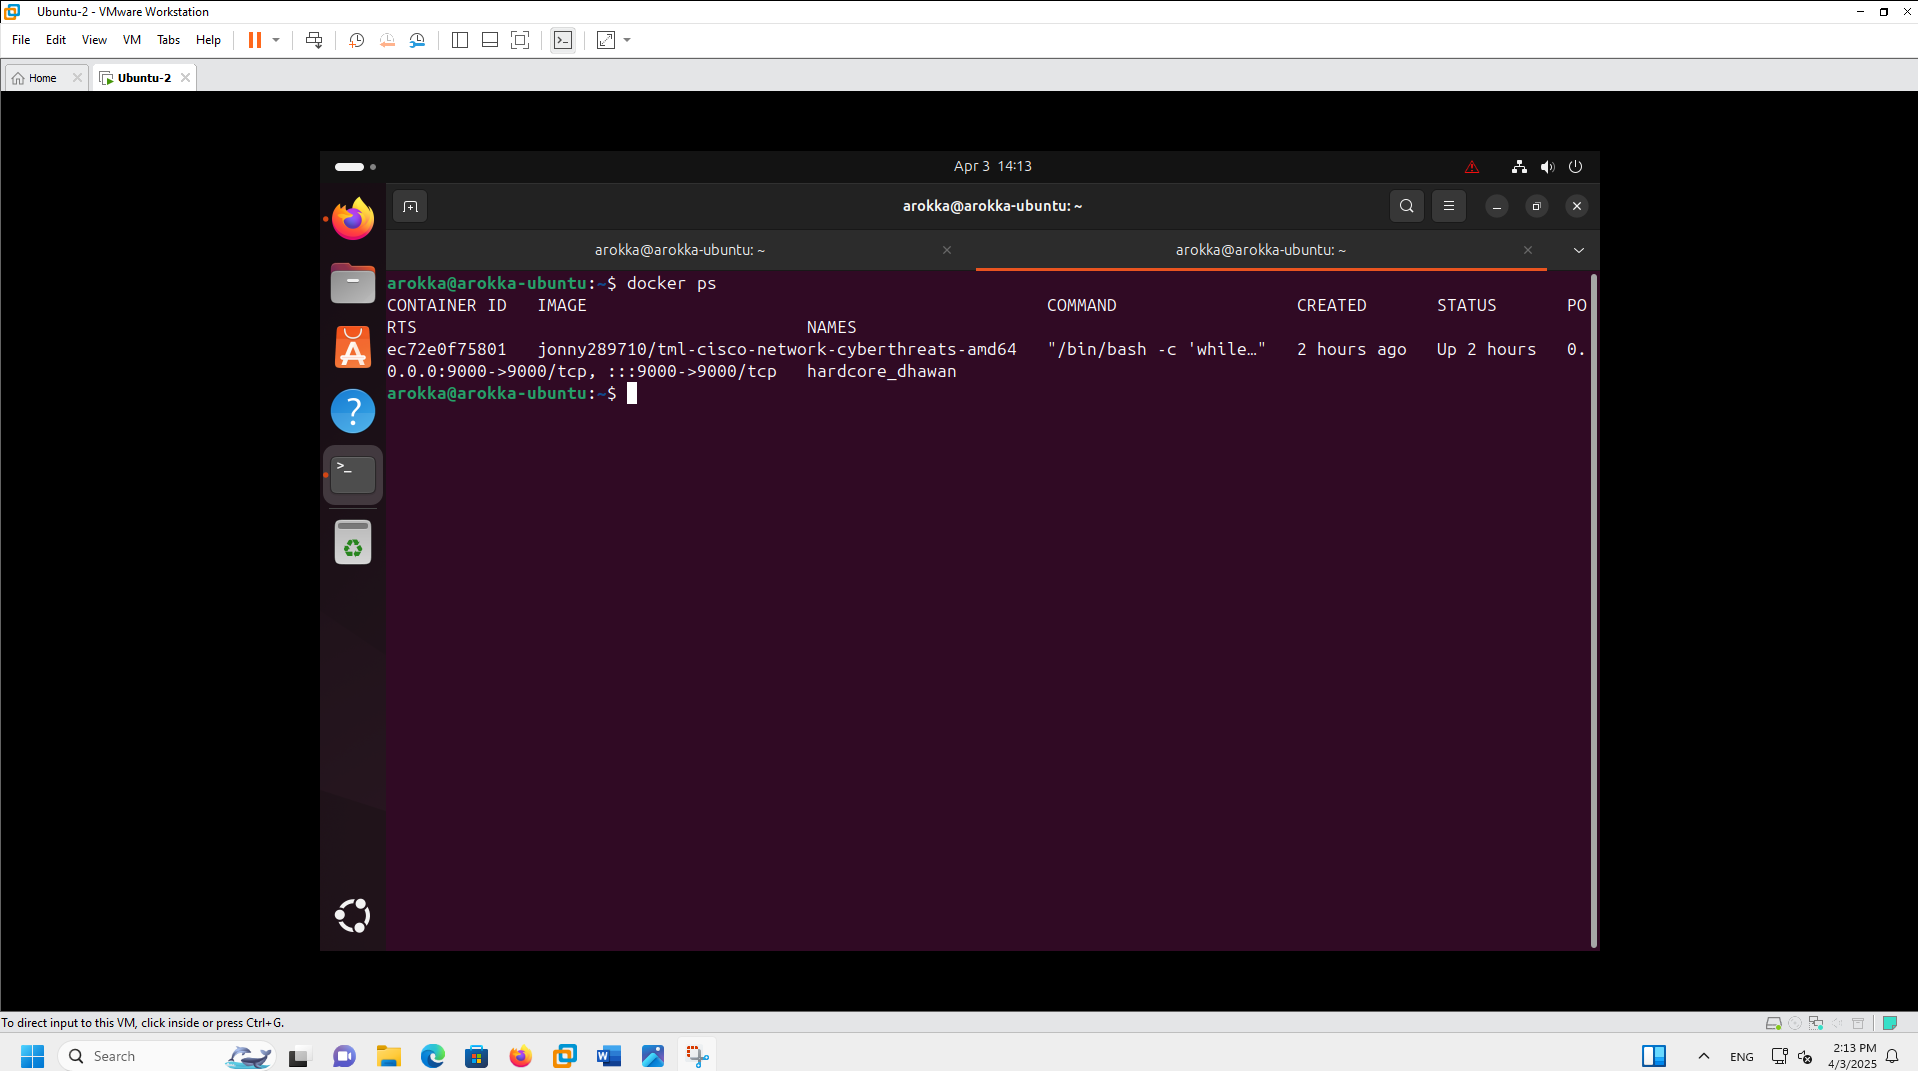 Ubuntu-2 - VMware Workstation
File Edit View VM Tabs Help
Home Ubuntu-2
Apr 3 14:13
arokka@arokka-ubuntu: ~
arokka@arokka-ubuntu: ~ arokka@arokka-ubuntu: ~
arokka@arokka-ubuntu:~$ docker ps
CONTAINER ID IMAGE COMMAND CREATED STATUS PO
RTS NAMES
ec72e0f75801 jonny289710/tml-cisco-network-cyberthreats-amd64 "/bin/bash -c 'while…" 2 hours ago Up 2 hours 0.
0.0.0:9000->9000/tcp, :::9000->9000/tcp hardcore_dhawan
arokka@arokka-ubuntu:~$
To direct input to this VM, click inside or press Ctrl+G.
Search
ENG
2:13 PM
4/3/2025